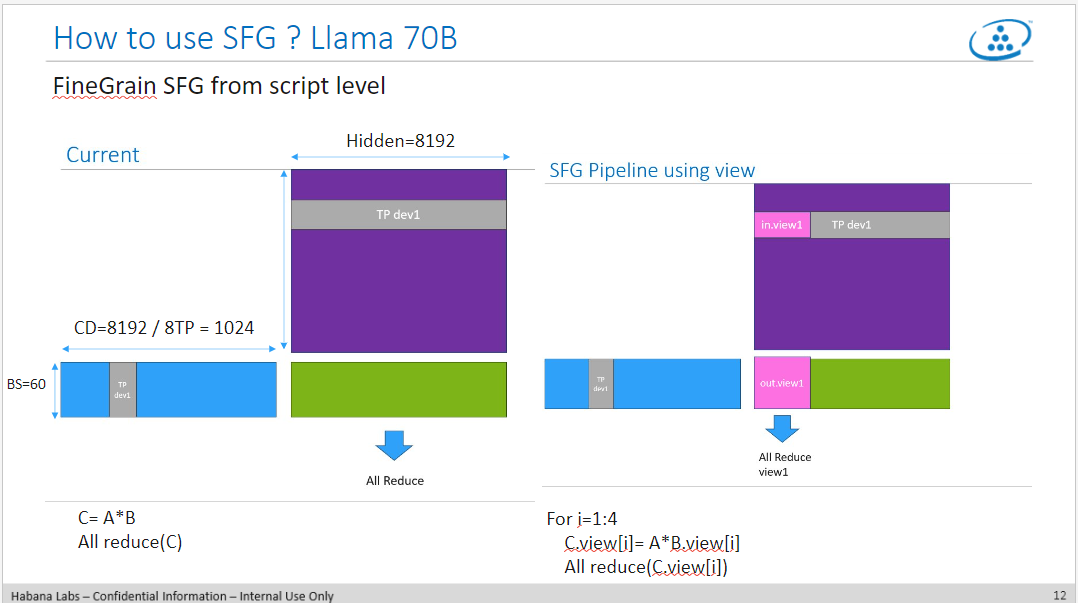 How to use SFG ? Llama 70B
FineGrain SFG from script level
Current
Hidden=8192
TP dev1
CD=8192 / 8TP = 1024
BS=60
TP
dev1
All Reduce
C= A*B
All reduce(C)
SFG Pipeline using view
in.view1
TP dev1
TP
dev1
out.view1
All Reduce
view1
For i=1:4
C.view[i]= A*B.view[i]
All reduce(C.view[i])
Habana Labs – Confidential Information – Internal Use Only
12